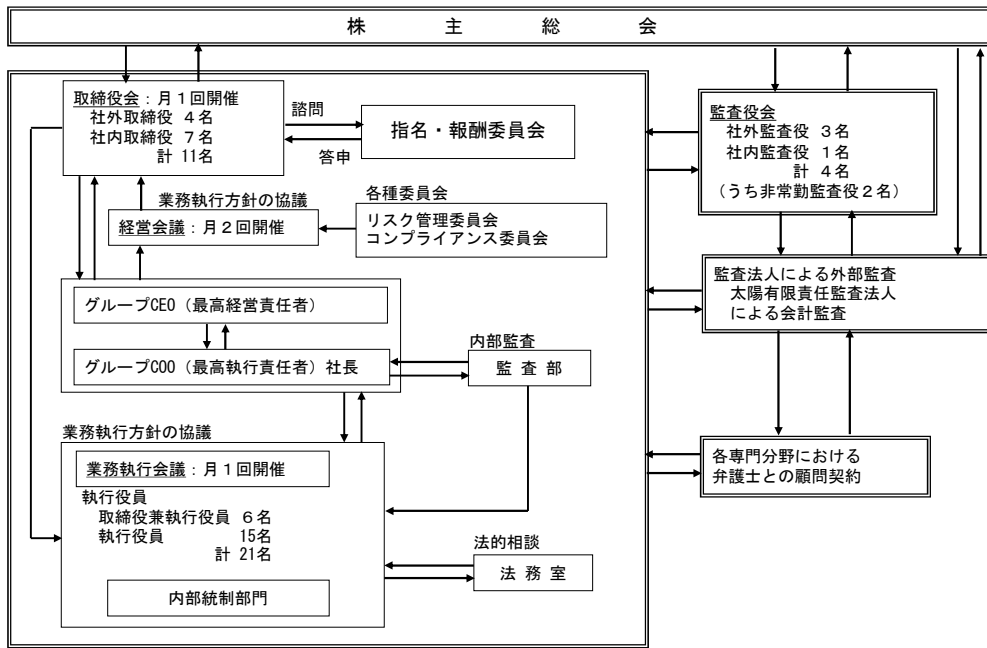 株主総会
取締役会：月１回開催
社外取締役 ４名
社内取締役 ７名
計 11名
諮問
答申
指名・報酬委員会
監査役会
社外監査役 ３名
社内監査役 １名
計 ４名
（うち非常勤監査役２名）
業務執行方針の協議
経営会議：月２回開催
各種委員会
リスク管理委員会
コンプライアンス委員会
監査法人による外部監査
太陽有限責任監査法人
による会計監査
グループCEO（最高経営責任者）
グループCOO（最高執行責任者）社長
内部監査
監査部
業務執行方針の協議
業務執行会議：月１回開催
執行役員
取締役兼執行役員 ６名
執行役員 15名
計 21名
内部統制部門
法的相談
法務室
各専門分野における
弁護士との顧問契約